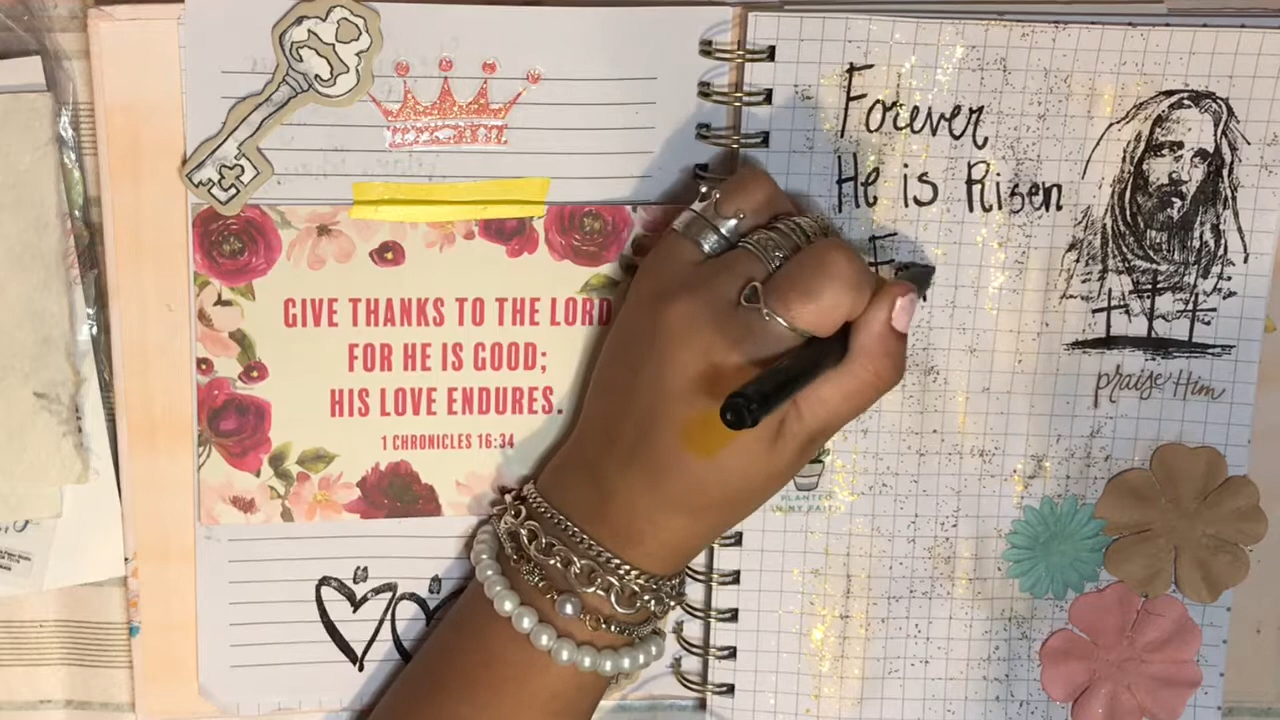 GIVE THANKS TO THE LORD
FOR HE IS GOOD;
HIS LOVE ENDURES.
1 CHRONICLES 16:34
Forever
He is Risen
F
praise Him
PLANTED
IN MY FAITH